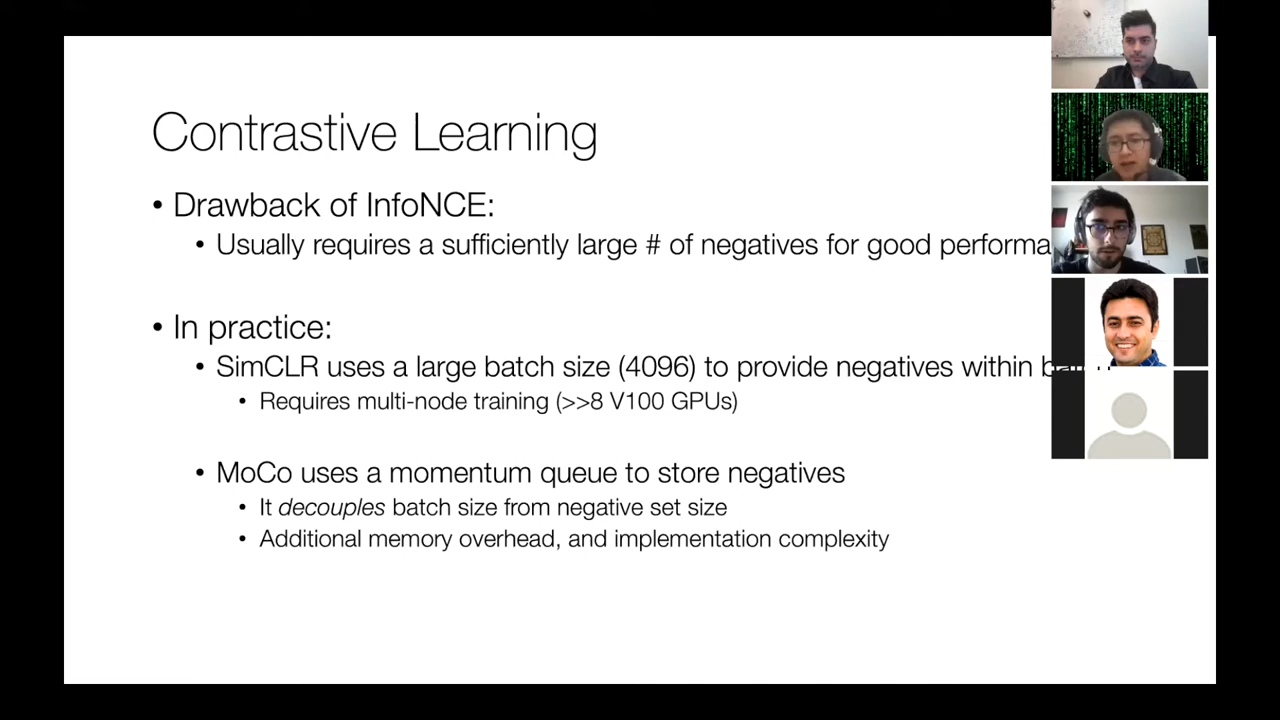 Contrastive Learning
• Drawback of InfoNCE:
• Usually requires a sufficiently large # of negatives for good performa
• In practice:
• SimCLR uses a large batch size (4096) to provide negatives within
• Requires multi-node training (>>8 V100 GPUs)
• MoCo uses a momentum queue to store negatives
• It decouples batch size from negative set size
• Additional memory overhead, and implementation complexity